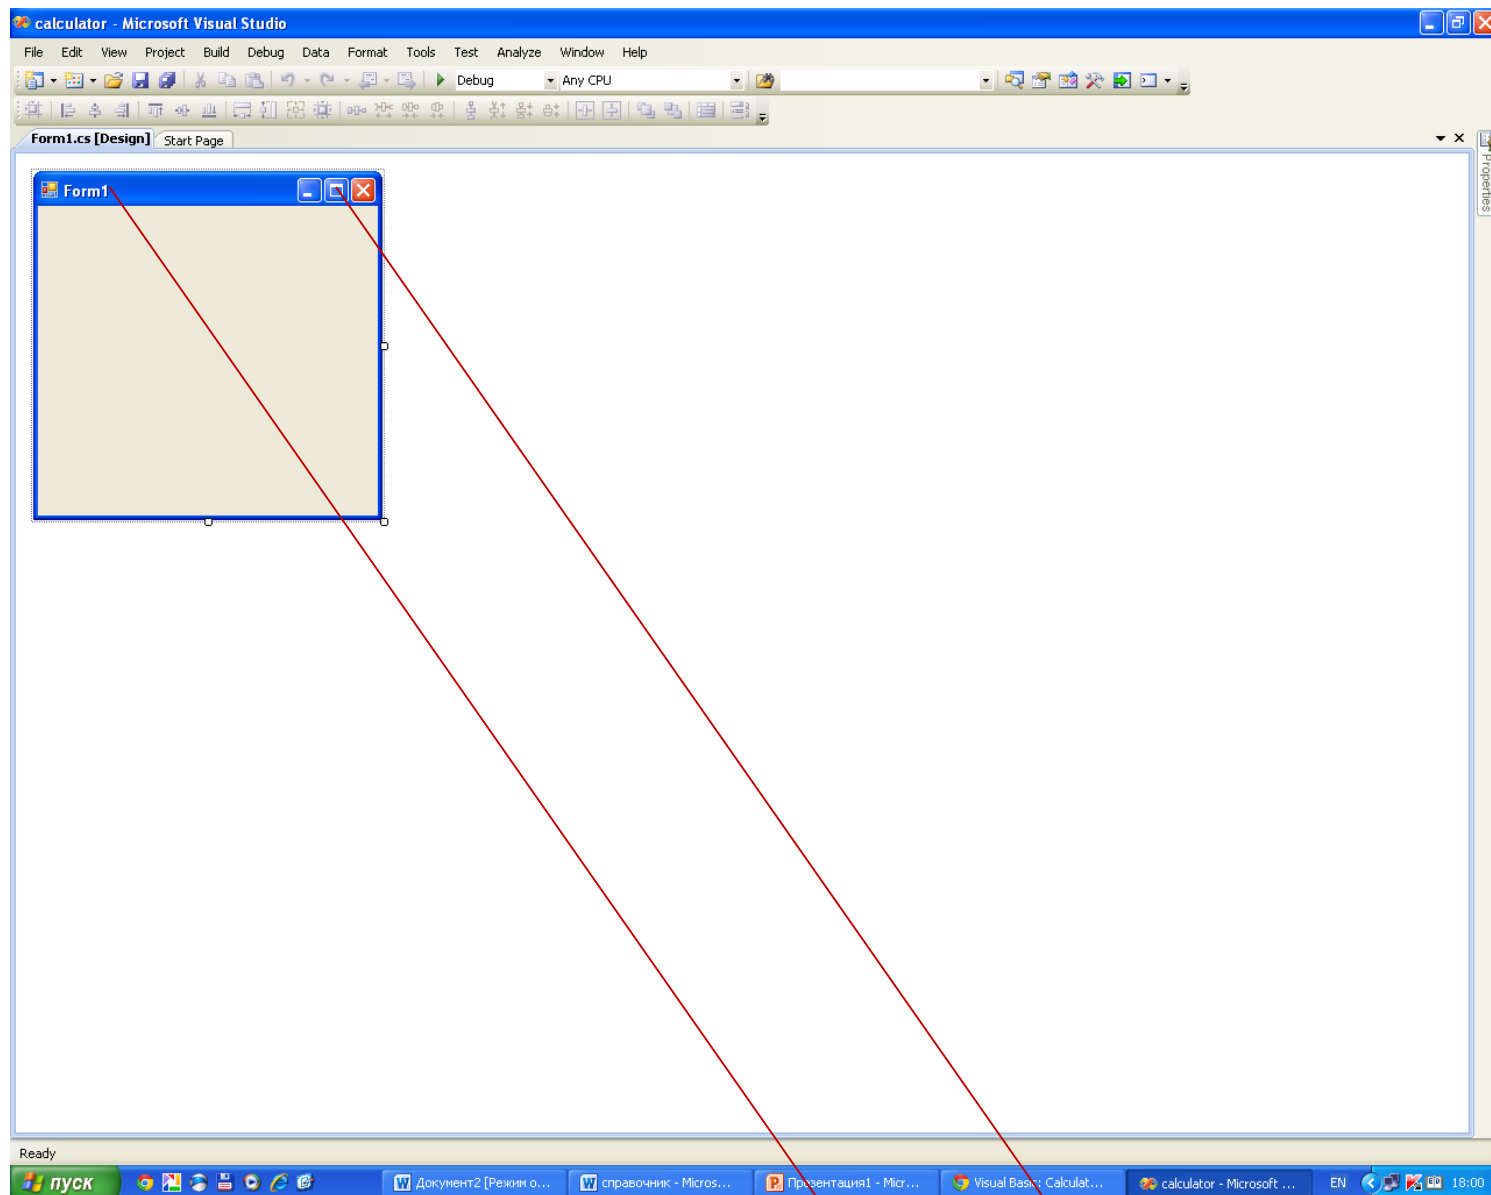 calculator - Microsoft Visual Studio
File Edit View Project Build Debug Data Format Tools Test Analyze Window Help
Debug Any CPU
Form1.cs [Design] Start Page
Properties
Form1
Ready
пуск Документ2 [Режим о... справочник - Micros... Презентация1 - Micr... Visual Basic: Calculat... calculator - Microsoft ... EN 18:00